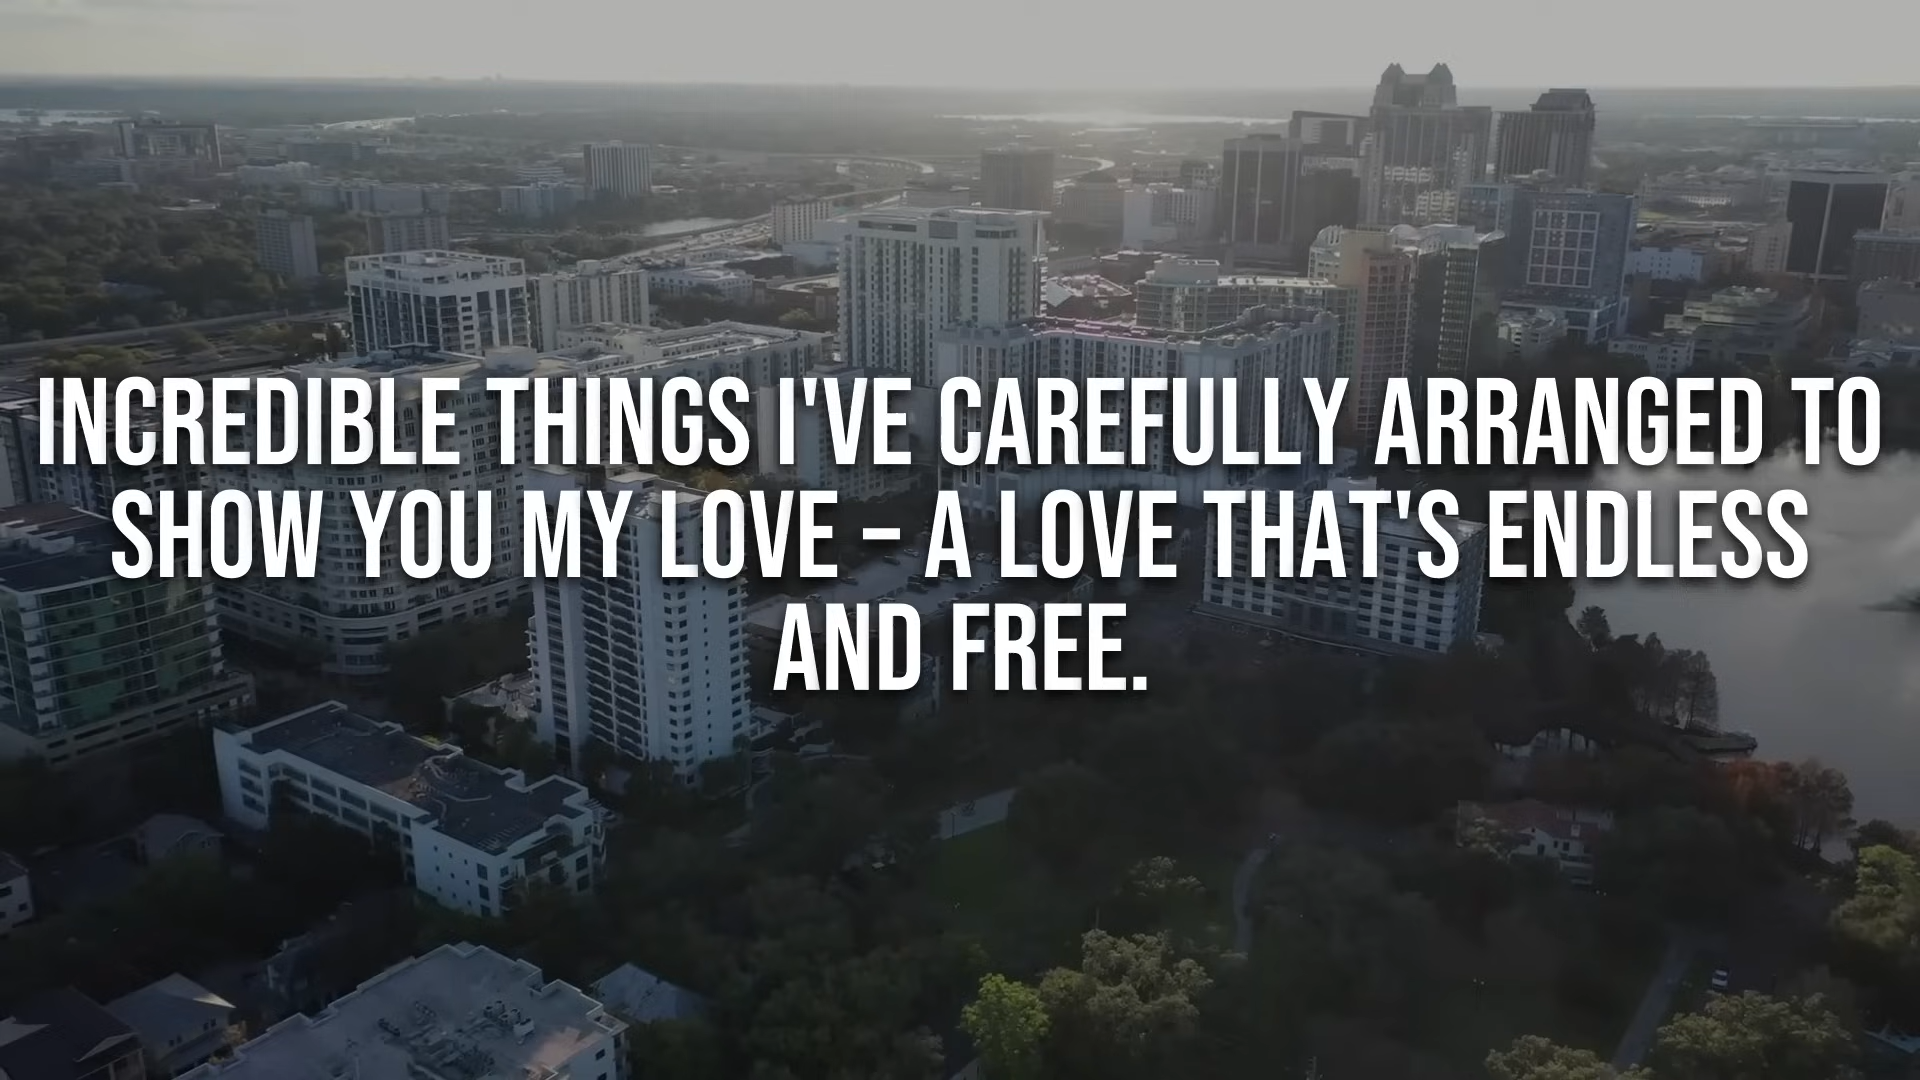 INCREDIBLE THINGS I'VE CAREFULLY ARRANGED TO
SHOW YOU MY LOVE – A LOVE THAT'S ENDLESS
AND FREE.